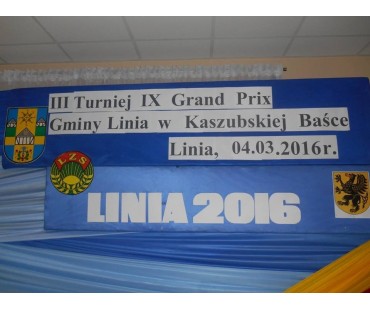 III Turniej IX Grand Prix
Gminy Linia w Kaszubskiej Baśce
Linia, 04.03.2016r.
LZS
LINIA 2016